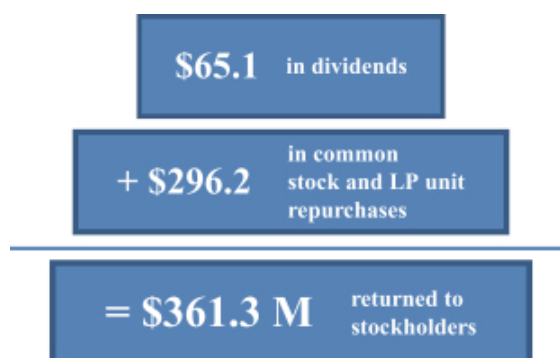 $65.1 in dividends
+ $296.2 in common
stock and LP unit
repurchases
= $361.3 M returned to
stockholders